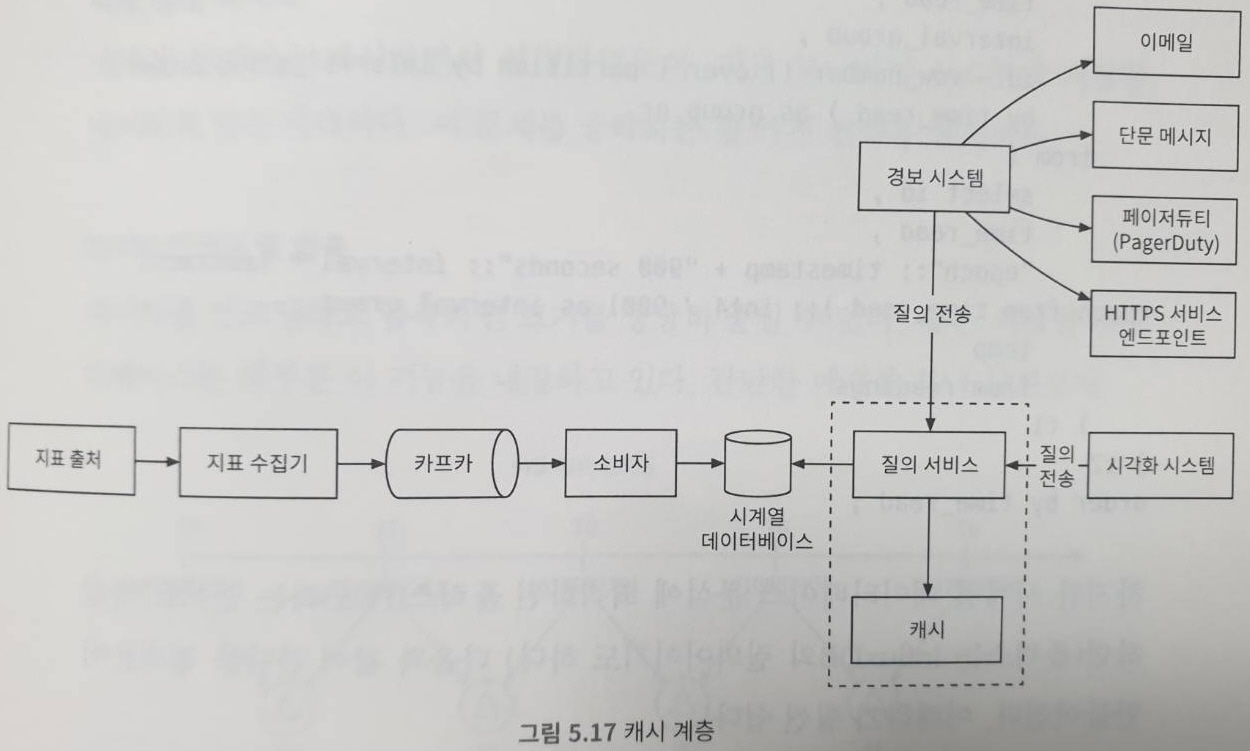 이메일
단문 메시지
경보 시스템
페이저듀티
(PagerDuty)
질의 전송
HTTPS 서비스
엔드포인트
지표 출처
지표 수집기
카프카
소비자
시계열
데이터베이스
질의 서비스
질의
전송
시각화 시스템
캐시
그림 5.17 캐시 계층